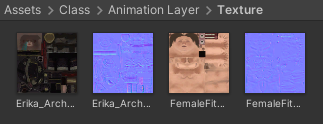 Assets > Class > Animation Layer > Texture
Erika_Arch... Erika_Arch... FemaleFit... FemaleFit...